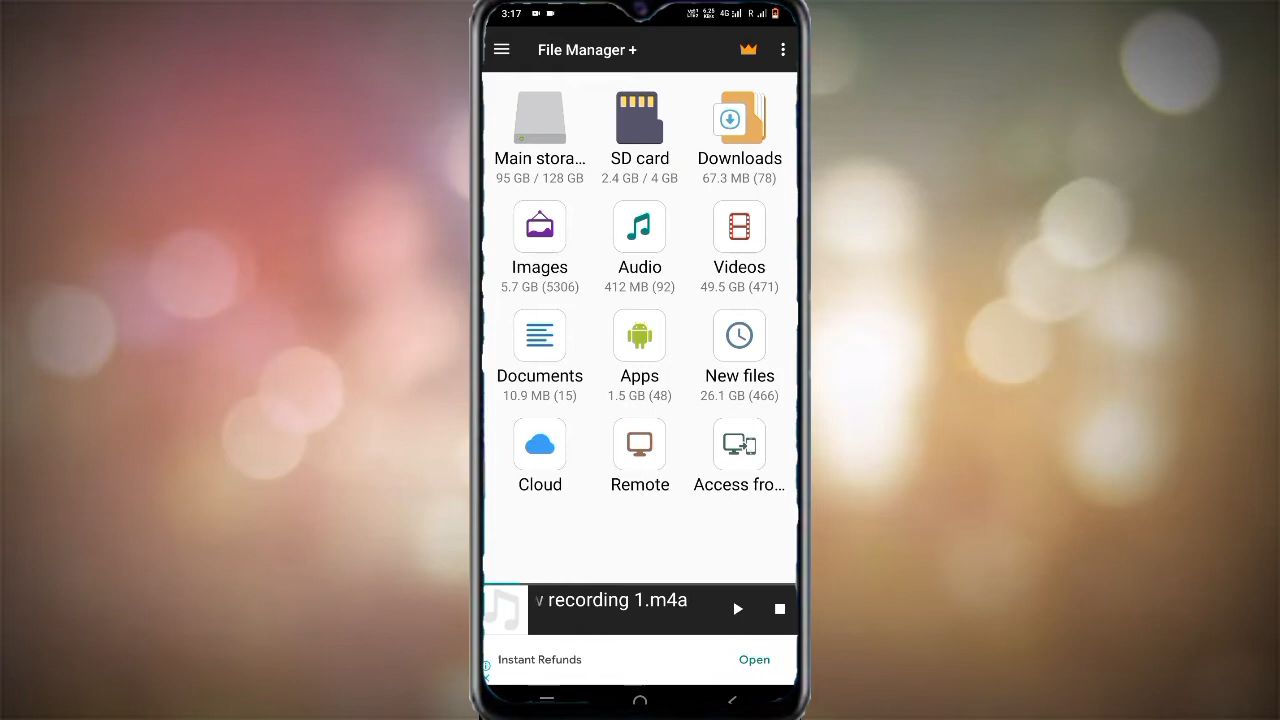 3:17
4G R
File Manager +
Main stora... SD card Downloads
95 GB / 128 GB 2.4 GB / 4 GB 67.3 MB (78)
Images Audio Videos
5.7 GB (5306) 412 MB (92) 49.5 GB (471)
Documents Apps New files
10.9 MB (15) 1.5 GB (48) 26.1 GB (466)
Cloud Remote Access fro...
recording 1.m4a
Instant Refunds Open